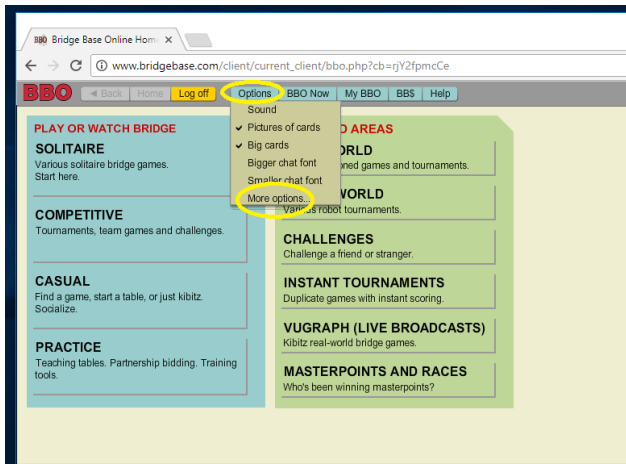 BBO Bridge Base Online Hom
www.bridgebase.com/client/current_client/bbo.php?cb=rjY2fpmcCe
BBO Back Home Log off Options BBO Now My BBO BB$ Help
Sound
Pictures of cards
Big cards
Bigger chat font
Smaller chat font
More options...
PLAY OR WATCH BRIDGE
SOLITAIRE
Various solitaire bridge games.
Start here.
COMPETITIVE
Tournaments, team games and challenges.
CASUAL
Find a game, start a table, or just kibitz.
Socialize.
PRACTICE
Teaching tables. Partnership bidding. Training
tools.
AREAS
ORLD
oned games and tournaments.
WORLD
Various robot tournaments.
CHALLENGES
Challenge a friend or stranger.
INSTANT TOURNAMENTS
Duplicate games with instant scoring.
VUGRAPH (LIVE BROADCASTS)
Kibitz real-world bridge games.
MASTERPOINTS AND RACES
Who's been winning masterpoints?